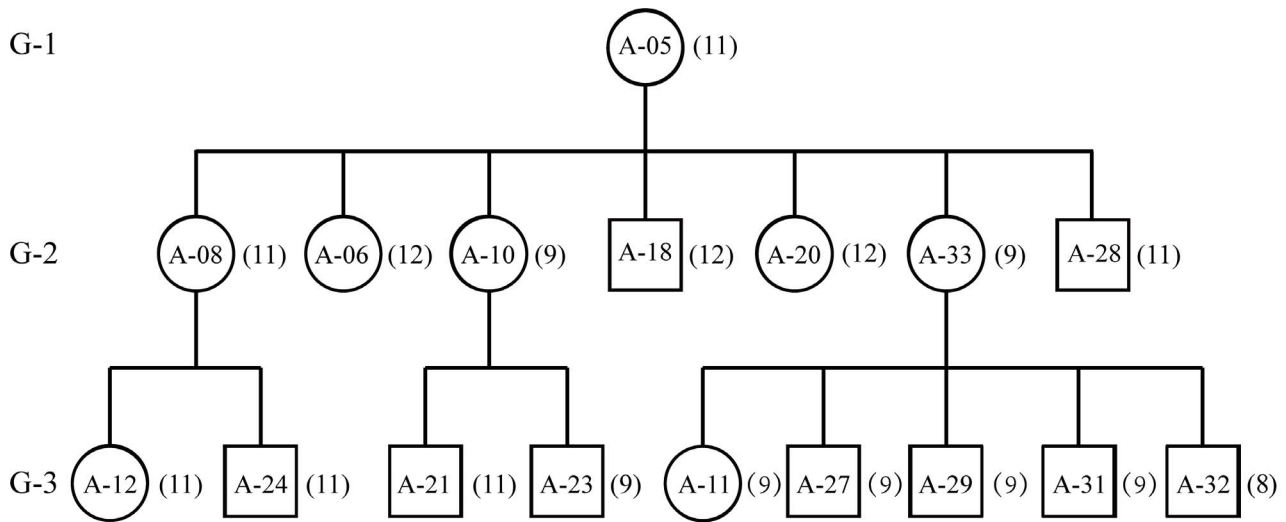 G-1 A-05 (11)
G-2 A-08 (11) A-06 (12) A-10 (9) A-18 (12) A-20 (12) A-33 (9) A-28 (11)
G-3 A-12 (11) A-24 (11) A-21 (11) A-23 (9) A-11 (9) A-27 (9) A-29 (9) A-31 (9) A-32 (8)